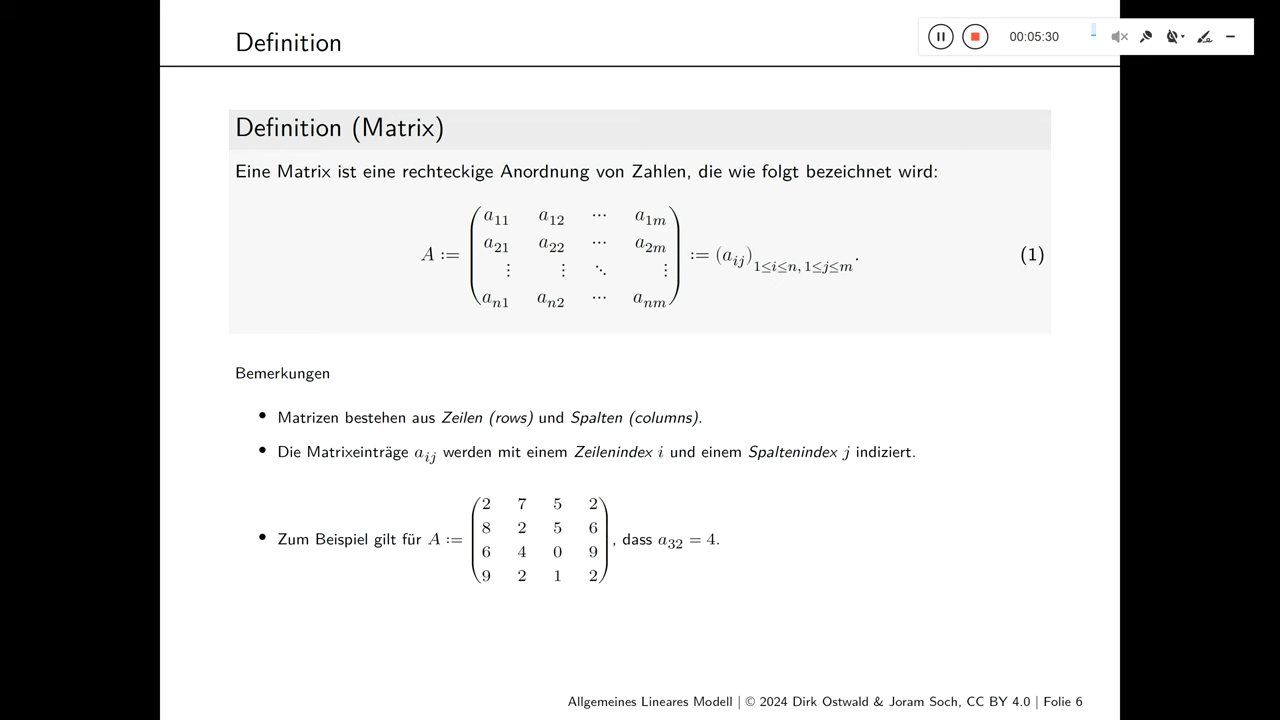 Definition
00:05:30
Definition (Matrix)
Eine Matrix ist eine rechteckige Anordnung von Zahlen, die wie folgt bezeichnet wird:
A := ( a₁₁ a₁₂ ⋯ a₁ₘ
a₂₁ a₂₂ ⋯ a₂ₘ
⋮ ⋮ ⋱ ⋮
aₙ₁ aₙ₂ ⋯ aₙₘ ) := (aᵢⱼ)1≤i≤n, 1≤j≤m. (1)
Bemerkungen
• Matrizen bestehen aus Zeilen (rows) und Spalten (columns).
• Die Matrixeinträge aᵢⱼ werden mit einem Zeilenindex i und einem Spaltenindex j indiziert.
• Zum Beispiel gilt für A := ( 2 7 5 2
8 2 5 6
6 4 0 9
9 2 1 2 ), dass a₃₂ = 4.
Allgemeines Lineares Modell | © 2024 Dirk Ostwald & Joram Soch, CC BY 4.0 | Folie 6